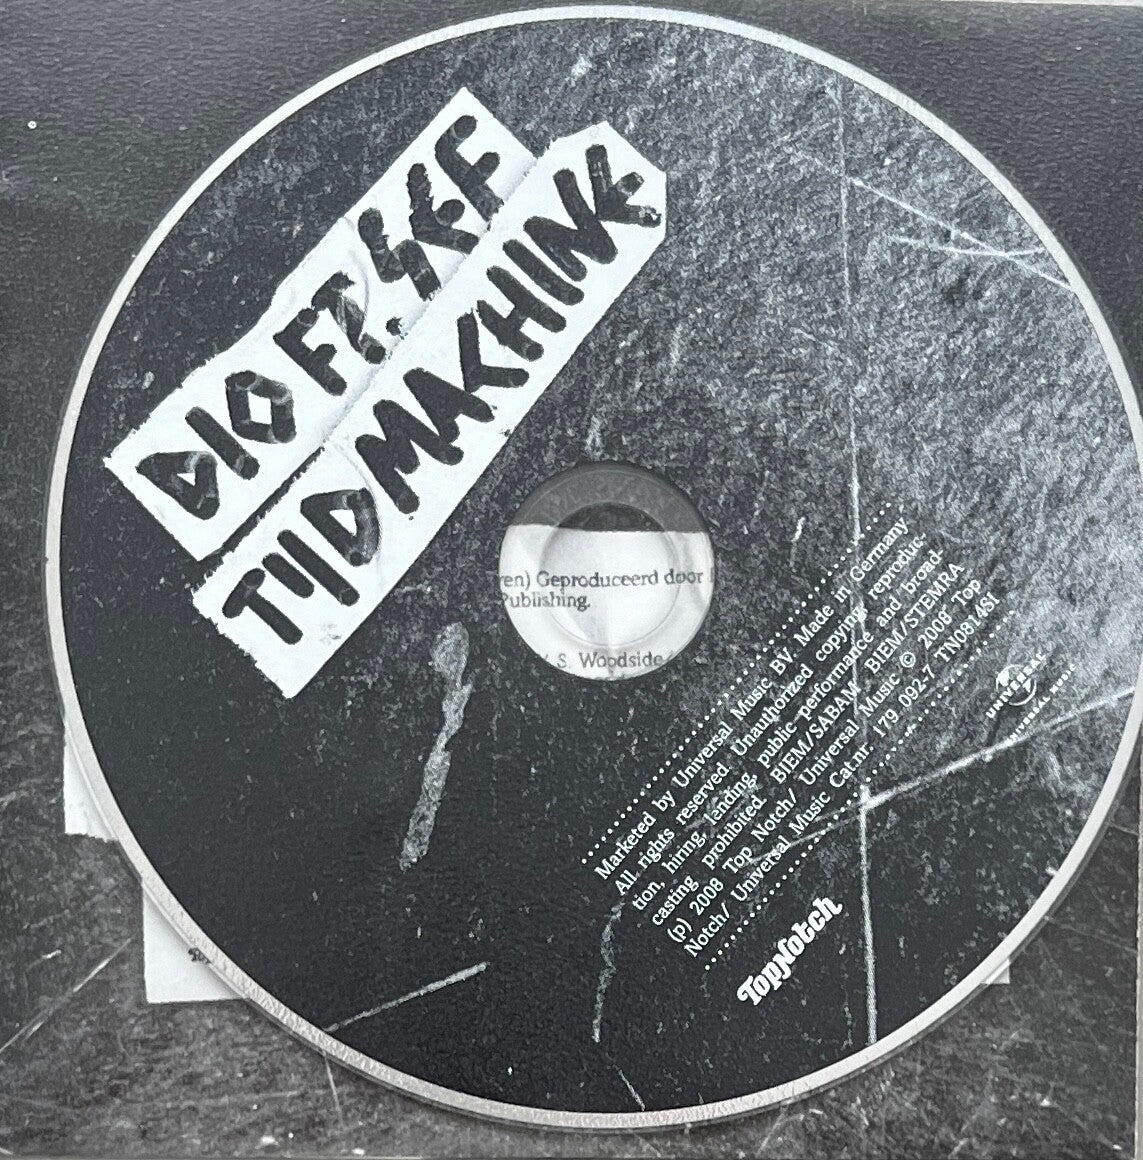 DIO FT. SEF
TIJDMACHINE
ren) Geproduceerd door
Publishing.
S. Woodside
Marketed by Universal Music BV. Made in Germany
All rights reserved. Unauthorized copying, reproduc-
tion, hiring, lending, public performance and broad-
casting prohibited. BIEM/SABAM BIEM/STEMRA
(p) 2008 Top Notch/ Universal Music © 2008 Top
Notch/ Universal Music Cat.nr. 179 092-7 TN0814SI
UNIVERSAL
UNIVERSAL MUSIC
TopNotch